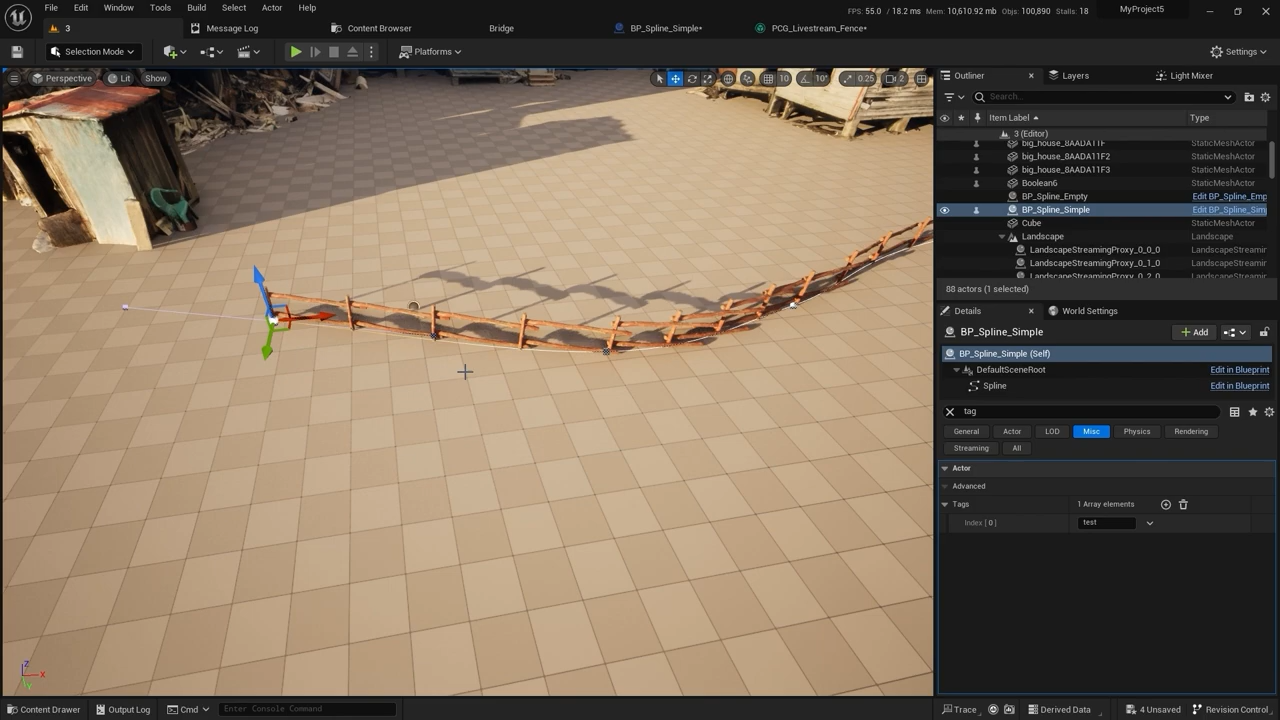 File Edit Window Tools Build Select Actor Help
FPS: 55.0 / 18.2 ms Mem: 10,610.92 mb Objs: 100,890 Stalls: 18
MyProject5
3 Message Log Content Browser Bridge BP_Spline_Simple* PCG_Livestream_Fence*
Selection Mode Platforms Settings
Perspective Lit Show 10 10° 0.25 2
Outliner Layers Light Mixer
Search...
Item Label Type
3 (Editor)
big_house_8AADA11F StaticMeshActor
big_house_8AADA11F2 StaticMeshActor
big_house_8AADA11F3 StaticMeshActor
Boolean6 StaticMeshActor
BP_Spline_Empty Edit BP_Spline_Emp
BP_Spline_Simple Edit BP_Spline_Sim
Cube StaticMeshActor
Landscape Landscape
LandscapeStreamingProxy_0_0_0 LandscapeStreamir
LandscapeStreamingProxy_0_1_0 LandscapeStreamir
LandscapeStreamingProxy_0_2_0 LandscapeStreamir
88 actors (1 selected)
Details World Settings
BP_Spline_Simple Add
BP_Spline_Simple (Self)
DefaultSceneRoot Edit in Blueprint
Spline Edit in Blueprint
tag
General Actor LOD Misc Physics Rendering
Streaming All
Actor
Advanced
Tags 1 Array elements
Index [ 0 ] test
Z
X
Content Drawer Output Log Cmd Enter Console Command Trace Derived Data 4 Unsaved Revision Control